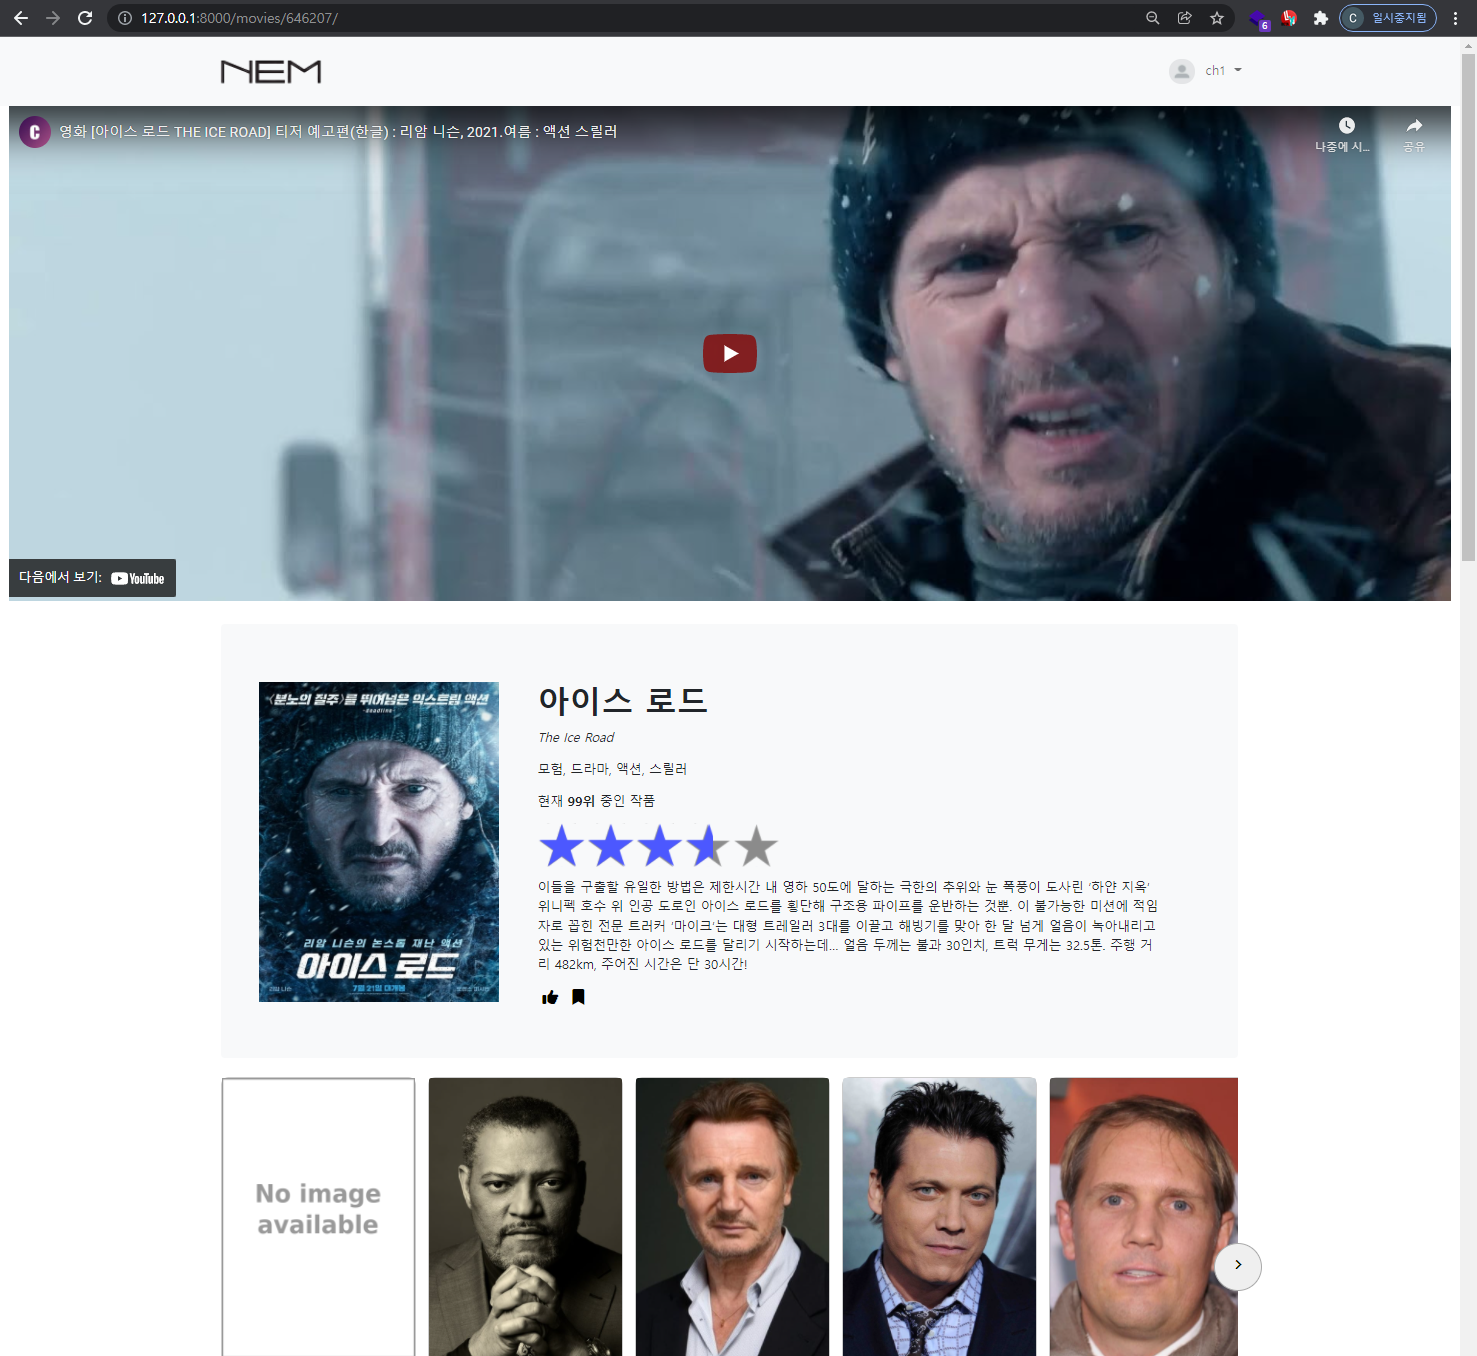 127.0.0.1:8000/movies/646207/
6
C 일시중지됨
NEM
ch1
C
영화 [아이스 로드 THE ICE ROAD] 티저 예고편(한글) : 리암 니슨, 2021.여름 : 액션 스릴러
나중에 시...
공유
다음에서 보기: YouTube
〈분노의 질주〉를 뛰어넘은 익스트림 액션
리암 니슨의 논스톱 재난 액션
아이스 로드
7월 21일 대개봉
아이스 로드
The Ice Road
모험, 드라마, 액션, 스릴러
현재 99위 중인 작품
이들을 구출할 유일한 방법은 제한시간 내 영하 50도에 달하는 극한의 추위와 눈 폭풍이 도사린 ‘하얀 지옥’
위니펙 호수 위 인공 도로인 아이스 로드를 횡단해 구조용 파이프를 운반하는 것뿐. 이 불가능한 미션에 적임
자로 꼽힌 전문 트러커 ‘마이크’는 대형 트레일러 3대를 이끌고 해빙기를 맞아 한 달 넘게 얼음이 녹아내리고
있는 위험천만한 아이스 로드를 달리기 시작하는데... 얼음 두께는 불과 30인치, 트럭 무게는 32.5톤. 주행 거
리 482km, 주어진 시간은 단 30시간!
No image
available